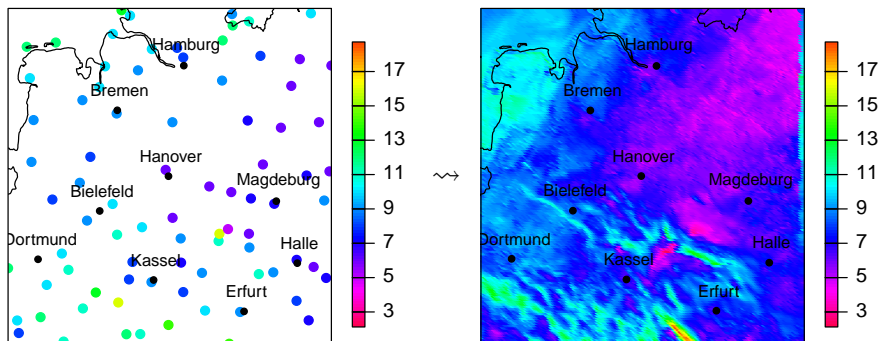 Hamburg
Bremen
Hanover
Magdeburg
Bielefeld
Dortmund
Kassel
Halle
Erfurt
17
15
13
11
9
7
5
3
Hamburg
Bremen
Hanover
Magdeburg
Bielefeld
Dortmund
Kassel
Halle
Erfurt
17
15
13
11
9
7
5
3